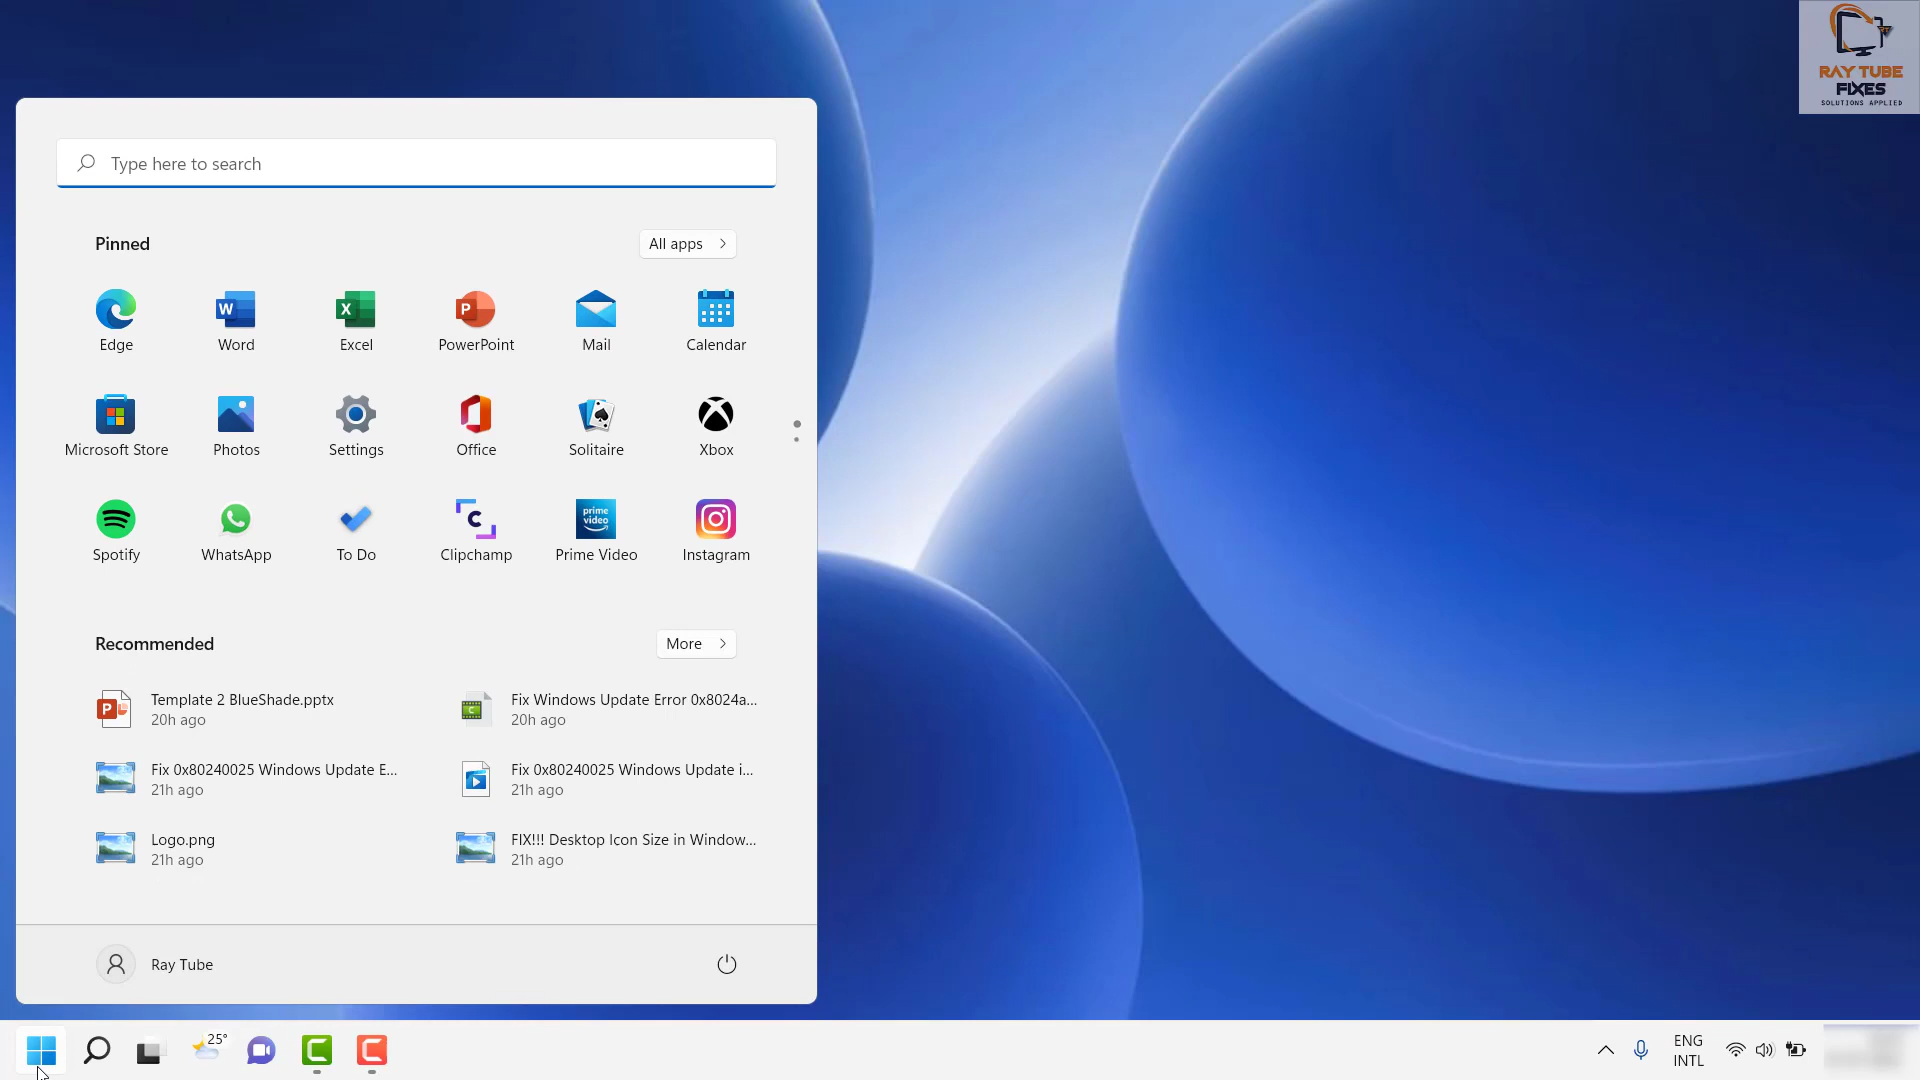 RAY TUBE
FIXES
SOLUTIONS APPLIED
Type here to search
Pinned
All apps
Edge
Word
Excel
PowerPoint
Mail
Calendar
Microsoft Store
Photos
Settings
Office
Solitaire
Xbox
Spotify
WhatsApp
To Do
Clipchamp
prime
video
Prime Video
Instagram
Recommended
More
Template 2 BlueShade.pptx
20h ago
Fix Windows Update Error 0x8024a...
20h ago
Fix 0x80240025 Windows Update E...
21h ago
Fix 0x80240025 Windows Update i...
21h ago
Logo.png
21h ago
FIX!!! Desktop Icon Size in Window...
21h ago
Ray Tube
25°
ENG
INTL